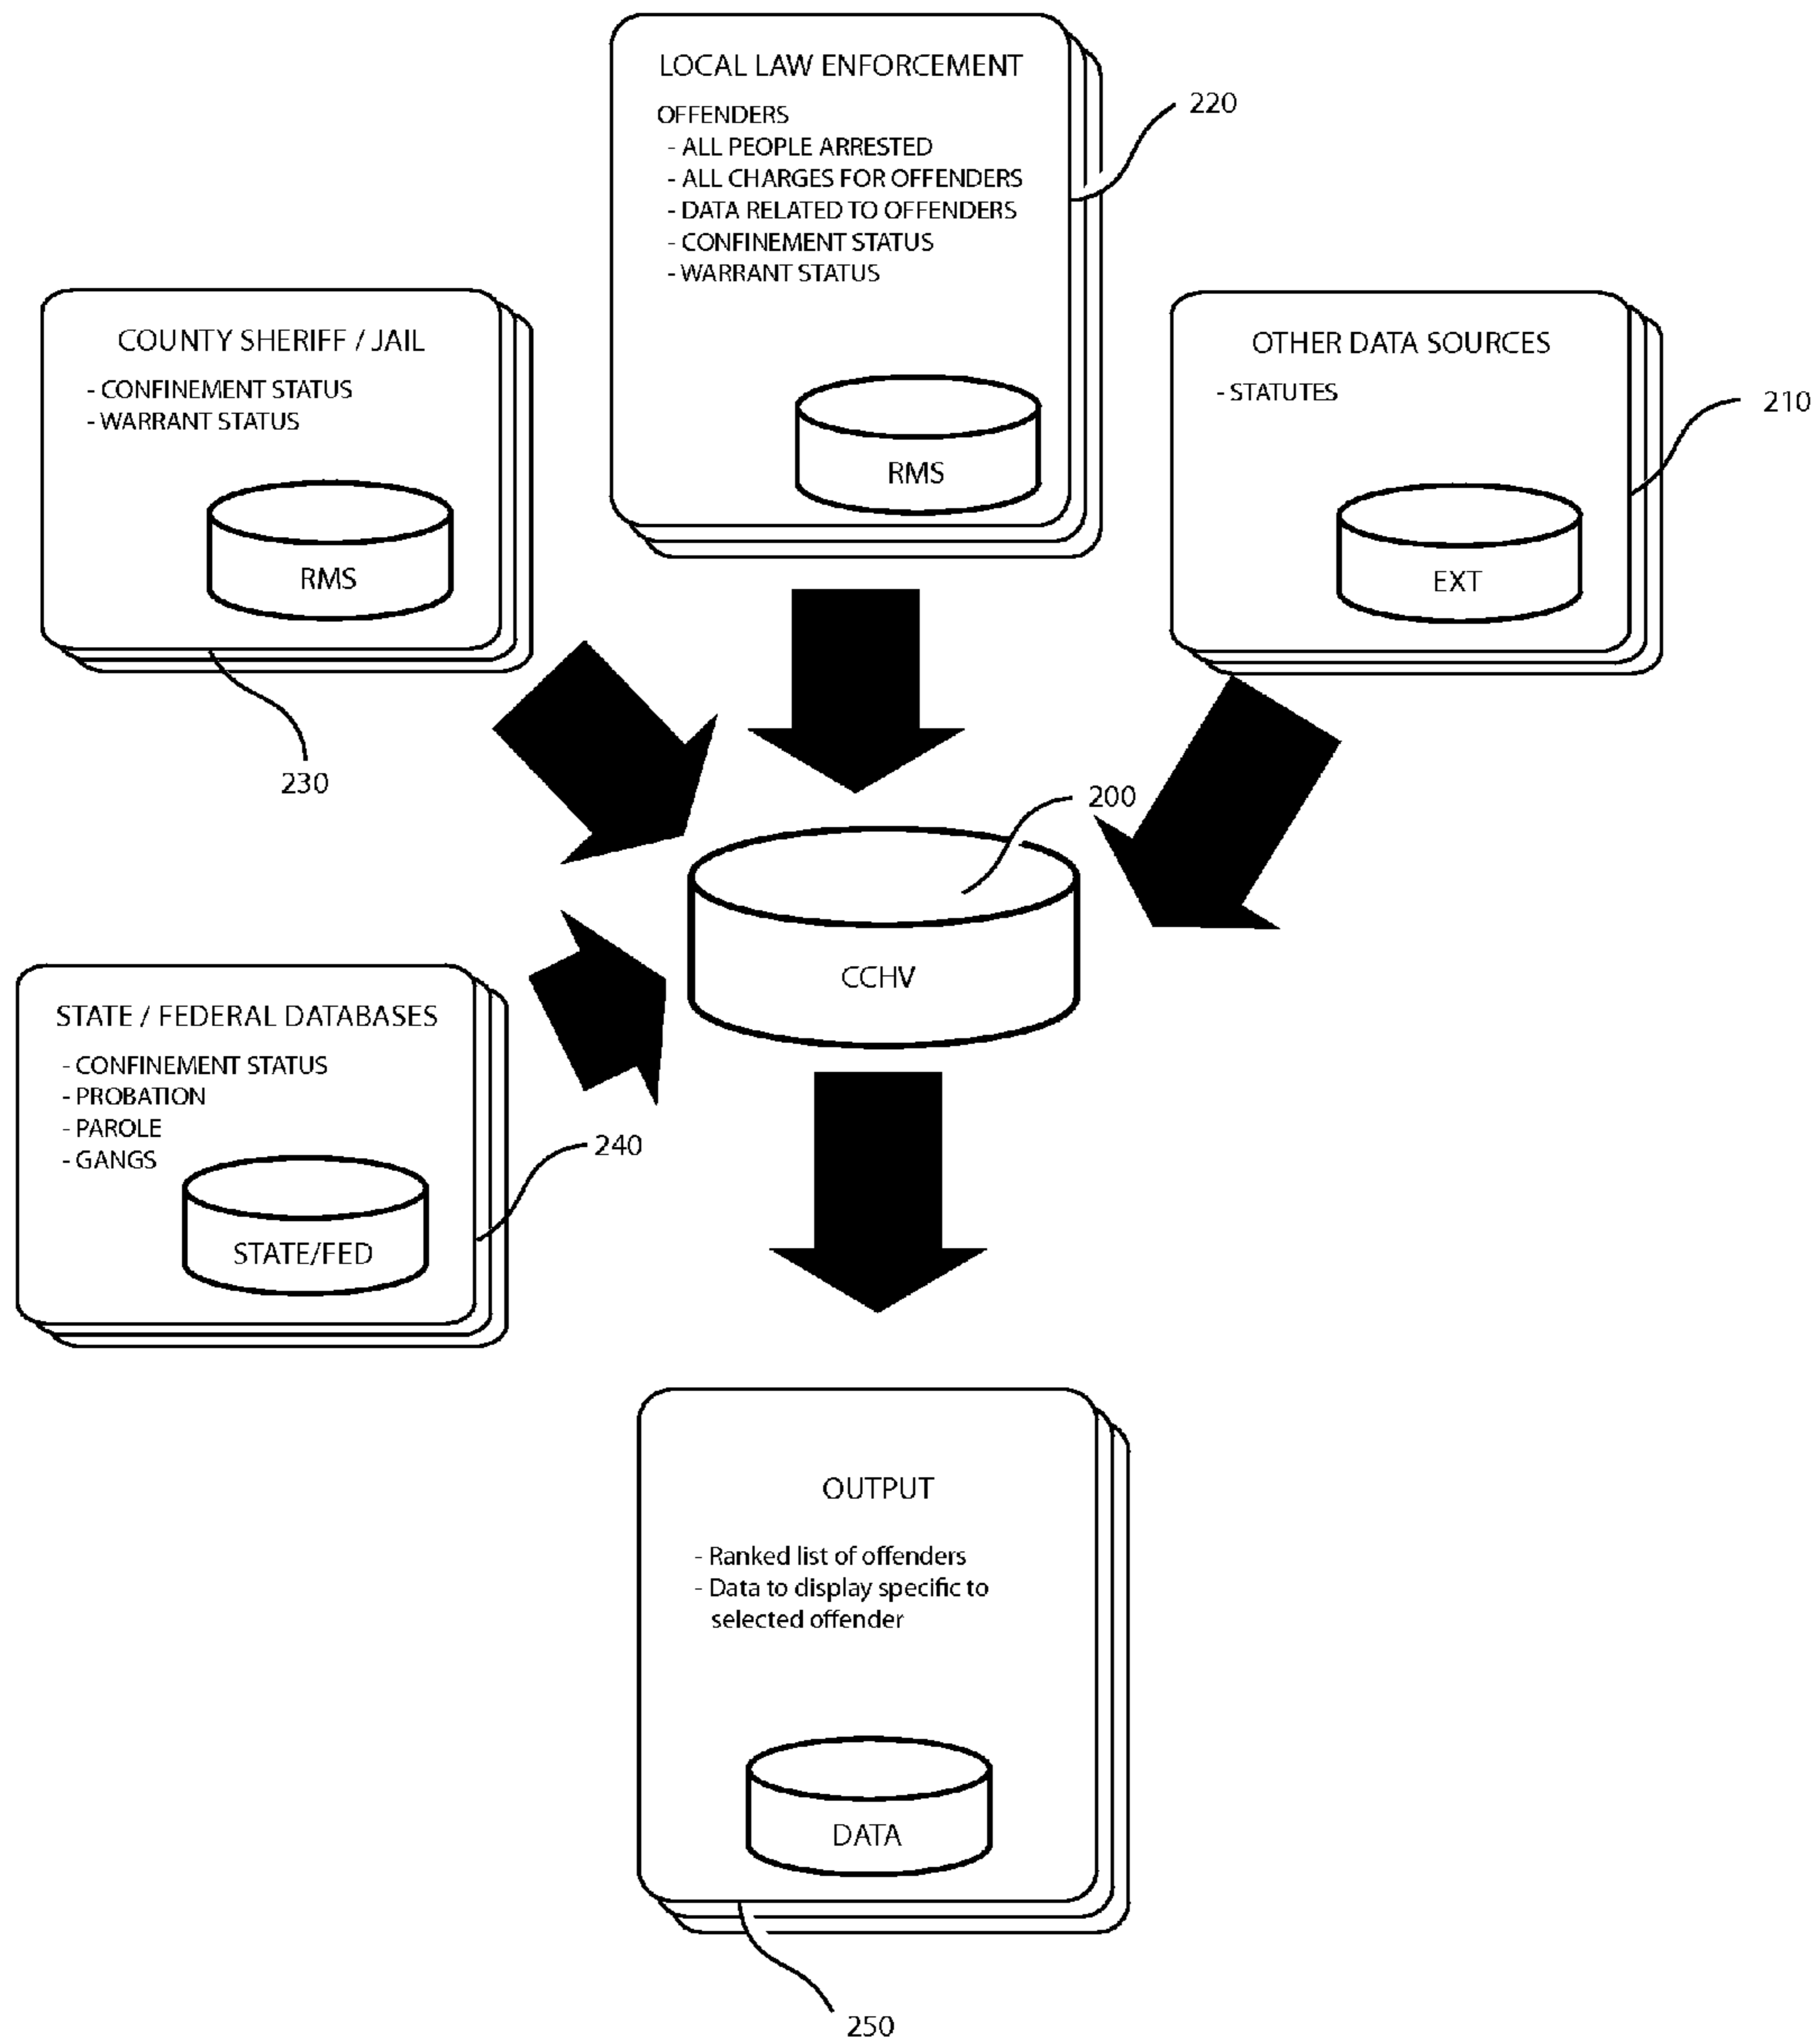 LOCAL LAW ENFORCEMENT
OFFENDERS
- ALL PEOPLE ARRESTED
- ALL CHARGES FOR OFFENDERS
- DATA RELATED TO OFFENDERS
- CONFINEMENT STATUS
- WARRANT STATUS
RMS
220
COUNTY SHERIFF / JAIL
- CONFINEMENT STATUS
- WARRANT STATUS
RMS
230
OTHER DATA SOURCES
- STATUTES
EXT
210
200
CCHV
STATE / FEDERAL DATABASES
- CONFINEMENT STATUS
- PROBATION
- PAROLE
- GANGS
STATE/FED
240
OUTPUT
- Ranked list of offenders
- Data to display specific to
selected offender
DATA
250